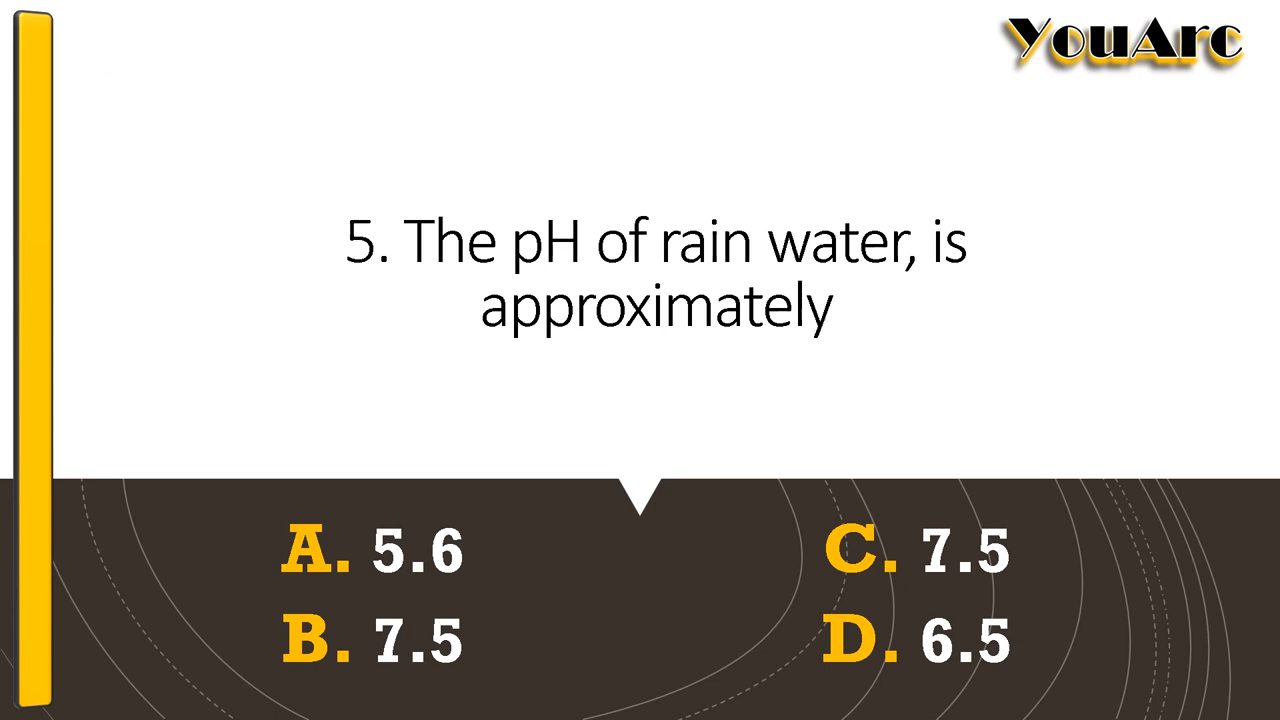 YouArc
5. The pH of rain water, is
approximately
A. 5.6
B. 7.5
C. 7.5
D. 6.5